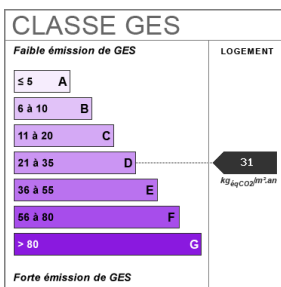 CLASSE GES
Faible émission de GES
LOGEMENT
≤ 5 A
6 à 10 B
11 à 20 C
21 à 35 D
31
kgéqCO2/m².an
36 à 55 E
56 à 80 F
> 80 G
Forte émission de GES